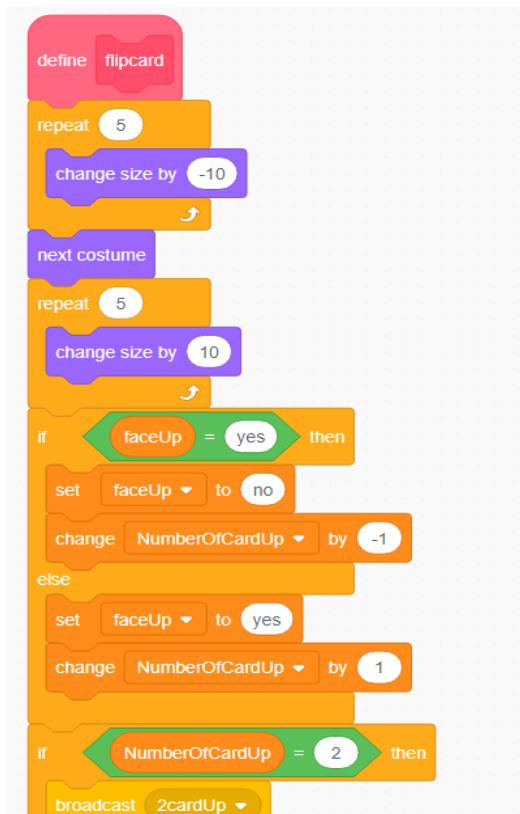 define flipcard
repeat 5
change size by -10
next costume
repeat 5
change size by 10
if faceUp = yes then
set faceUp to no
change NumberOfCardUp by -1
else
set faceUp to yes
change NumberOfCardUp by 1
if NumberOfCardUp = 2 then
broadcast 2cardUp